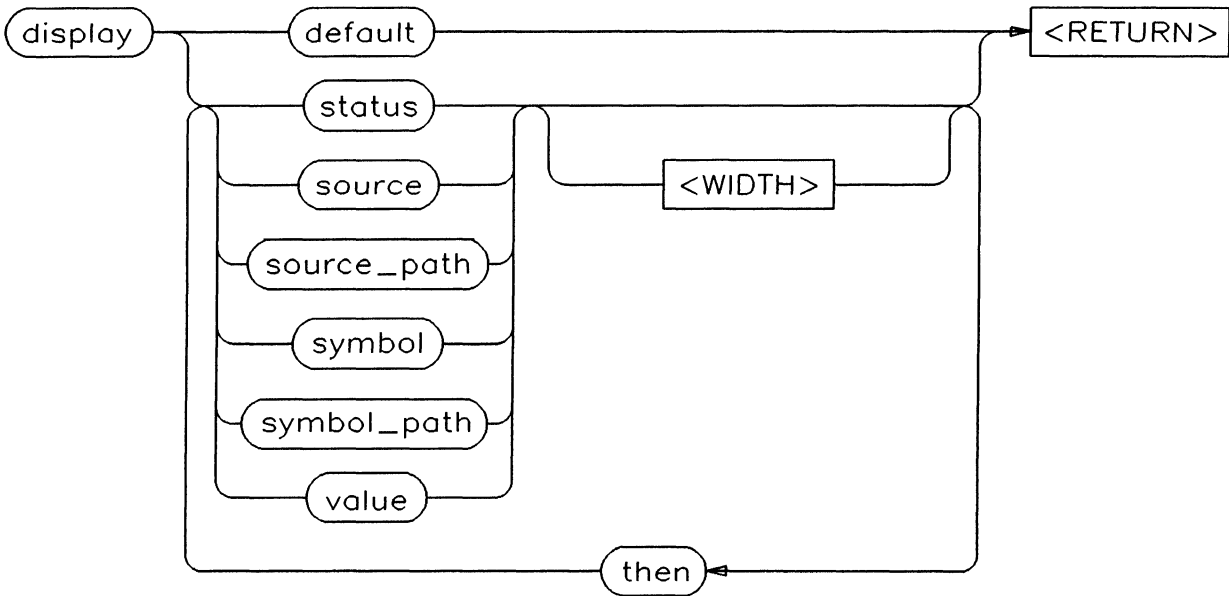 display
default
<RETURN>
status
source
<WIDTH>
source_path
symbol
symbol_path
value
then